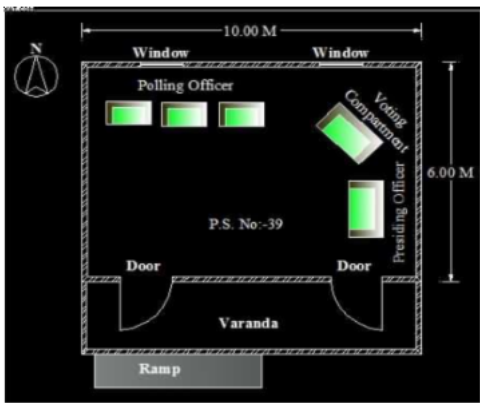 10.00 M
N
Window
Window
Polling Officer
Voting
Compartment
6.00 M
Presiding Officer
P.S. No:-39
Door
Door
Varanda
Ramp